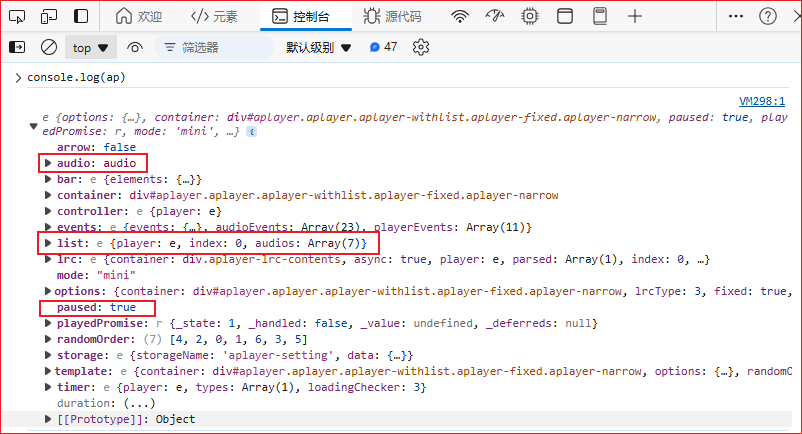 欢迎 </> 元素 控制台 源代码
top 筛选器 默认级别 47
console.log(ap)
VM298:1
e {options: {…}, container: div#aplayer.aplayer.aplayer-withlist.aplayer-fixed.aplayer-narrow, paused: true, pla
yedPromise: r, mode: 'mini', …} i
arrow: false
audio: audio
bar: e {elements: {…}}
container: div#aplayer.aplayer.aplayer-withlist.aplayer-fixed.aplayer-narrow
controller: e {player: e}
events: e {events: {…}, audioEvents: Array(23), playerEvents: Array(11)}
list: e {player: e, index: 0, audios: Array(7)}
lrc: e {container: div.aplayer-lrc-contents, async: true, player: e, parsed: Array(1), index: 0, …}
mode: "mini"
options: {container: div#aplayer.aplayer.aplayer-withlist.aplayer-fixed.aplayer-narrow, lrcType: 3, fixed: true,
paused: true
playedPromise: r {_state: 1, _handled: false, _value: undefined, _deferreds: null}
randomOrder: (7) [4, 2, 0, 1, 6, 3, 5]
storage: e {storageName: 'aplayer-setting', data: {…}}
template: e {container: div#aplayer.aplayer.aplayer-withlist.aplayer-fixed.aplayer-narrow, options: {…}, randomO
timer: e {player: e, types: Array(1), loadingChecker: 3}
duration: (...)
[[Prototype]]: Object